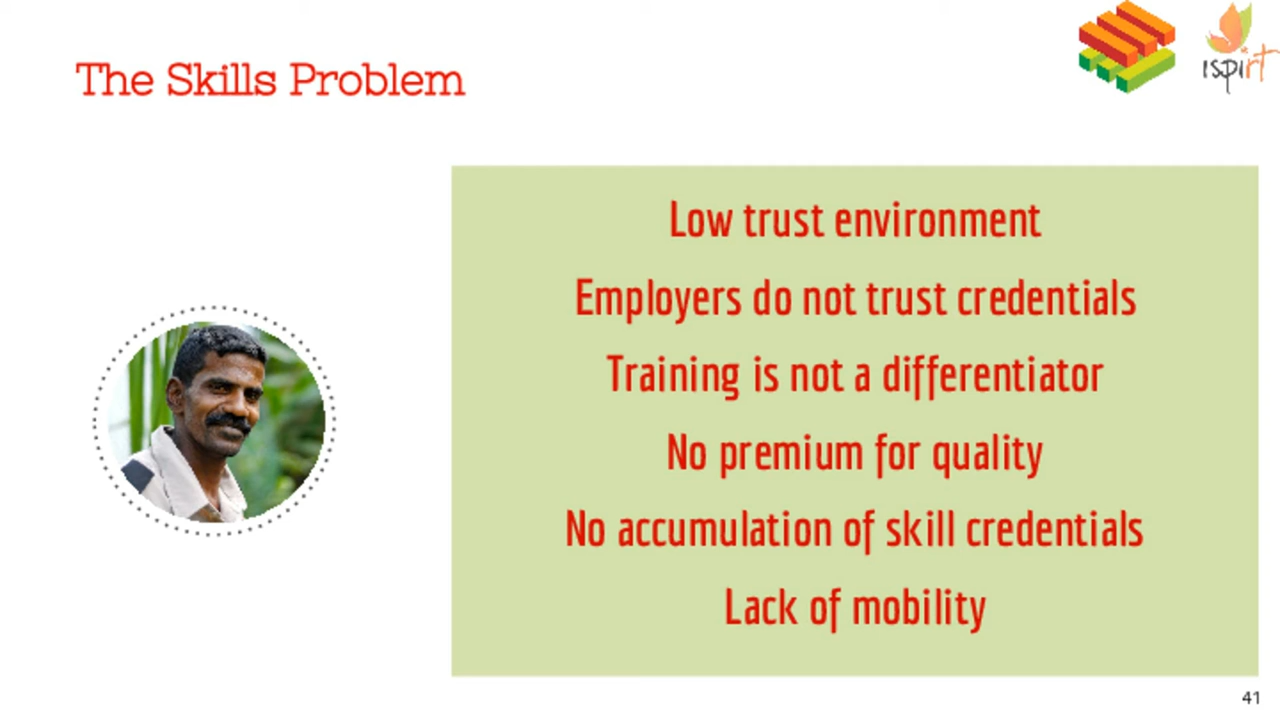 The Skills Problem
ıspırt
Low trust environment
Employers do not trust credentials
Training is not a differentiator
No premium for quality
No accumulation of skill credentials
Lack of mobility
41